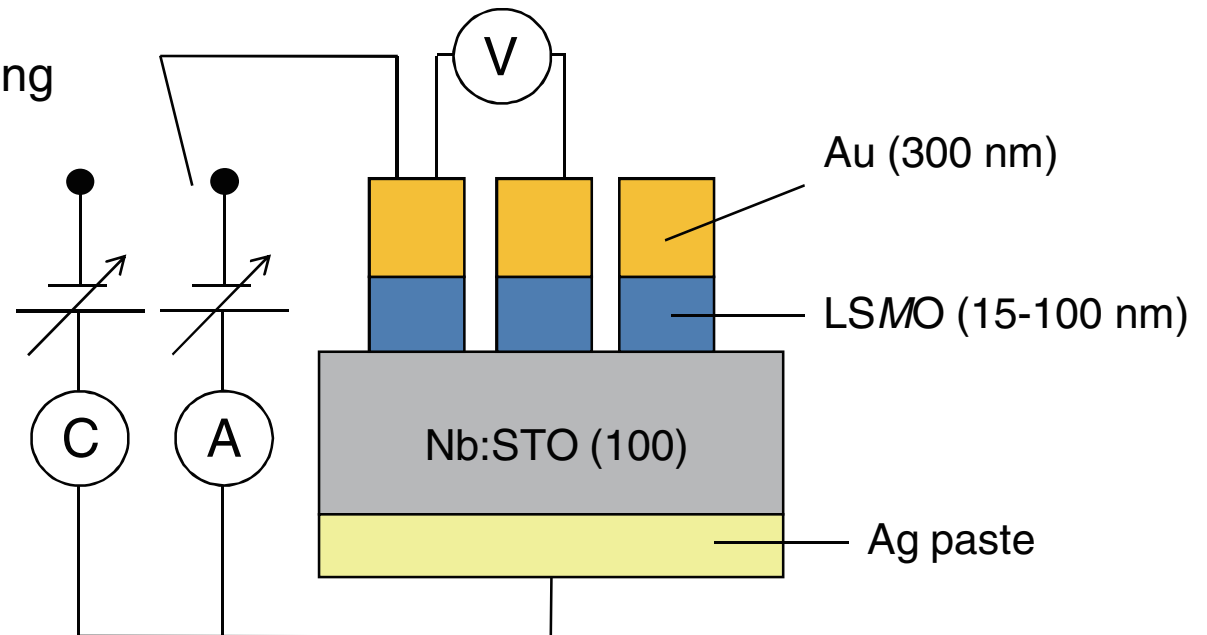 ng
V
Au (300 nm)
LSMO (15-100 nm)
C
A
Nb:STO (100)
Ag paste